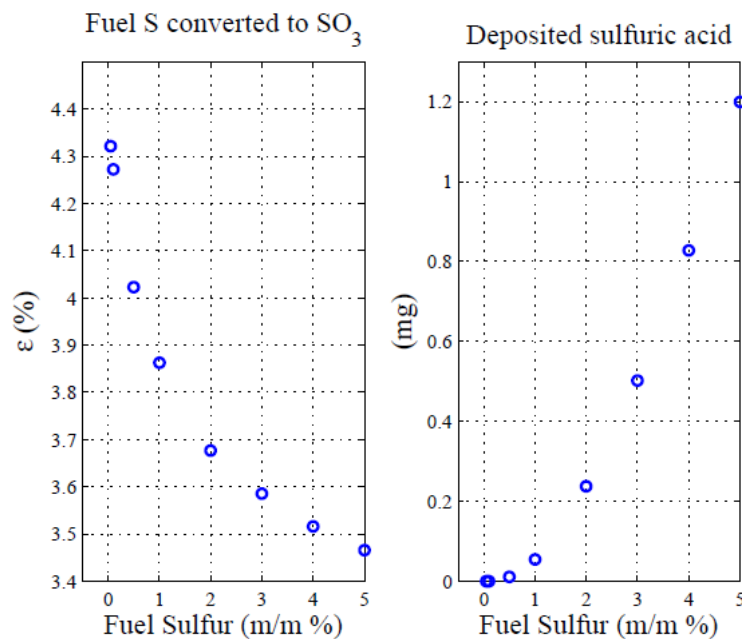 Fuel S converted to SO3
4.4
4.3
4.2
4.1
4
3.9
3.8
3.7
3.6
3.5
3.4
ε (%)
0 1 2 3 4 5
Fuel Sulfur (m/m %)
Deposited sulfuric acid
1.2
1
0.8
0.6
0.4
0.2
0
(mg)
0 1 2 3 4 5
Fuel Sulfur (m/m %)